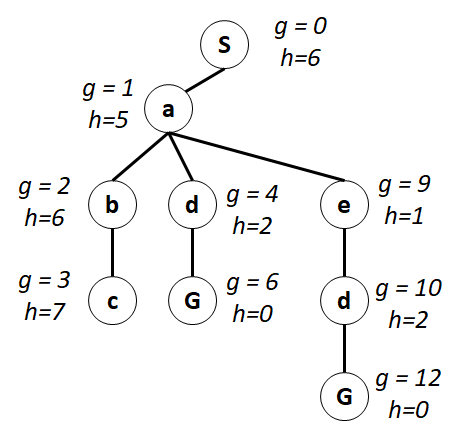 S
g = 0
h=6
g = 1
h=5
a
g = 2
h=6
b
d
g = 4
h=2
e
g = 9
h=1
g = 3
h=7
c
G
g = 6
h=0
d
g = 10
h=2
G
g = 12
h=0